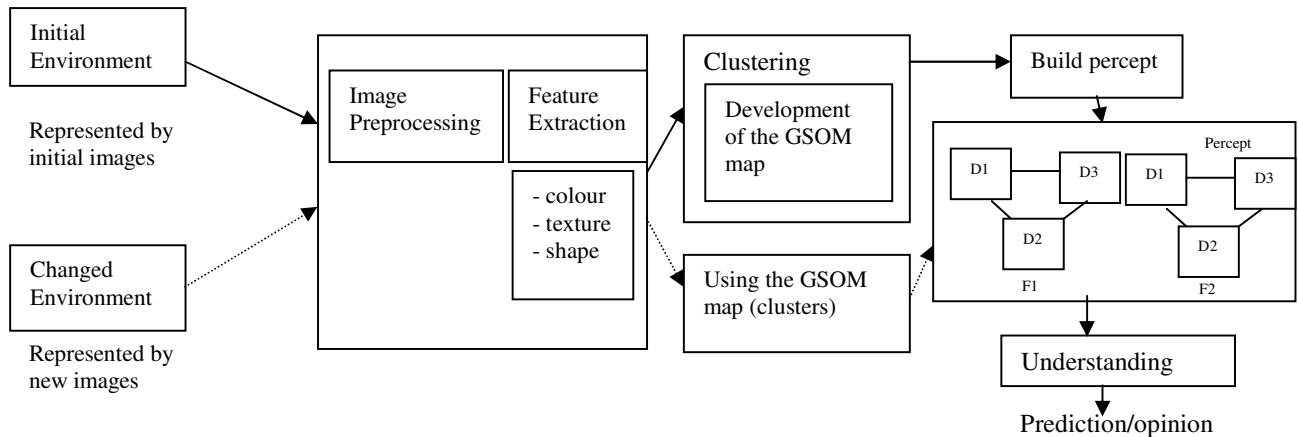 Initial
Environment
Represented by
initial images
Changed
Environment
Represented by
new images
Image
Preprocessing
Feature
Extraction
- colour
- texture
- shape
Clustering
Development
of the GSOM
map
Using the GSOM
map (clusters)
Build percept
Percept
D1
D3
D2
F1
D1
D3
D2
F2
Understanding
Prediction/opinion